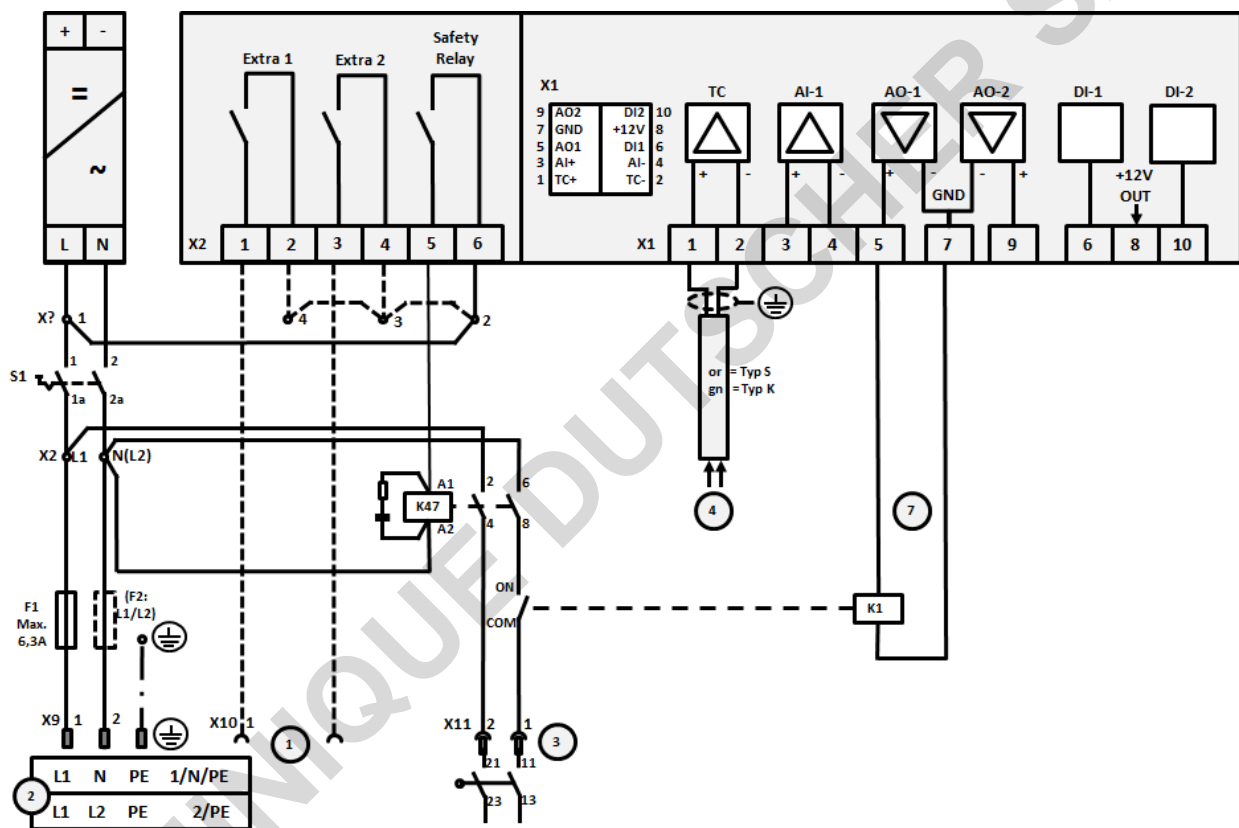 + -
=
~
L N
Extra 1 Extra 2 Safety Relay
X2 1 2 3 4 5 6
X1
9 AO2 DI2 10
7 GND +12V 8
5 AO1 DI1 6
3 AI+ AI- 4
1 TC+ TC- 2
TC AI-1 AO-1 AO-2 DI-1 DI-2
+ - + - + - - +
GND
+12V
OUT
X1 1 2 3 4 5 7 9 6 8 10
X? 1 4 3 2
1 2
S1
1a 2a
or = Typ S
gn = Typ K
X2 L1 N(L2)
A1 2 6
K47
A2 4 8
4 7
F1
Max.
6,3A
(F2:
L1/L2)
ON
COM
K1
X9 1 2
X10 1
1
X11 2 1
3
21 11
23 13
2
L1 N PE 1/N/PE
L1 L2 PE 2/PE
UNIQUE DUTSCHER S